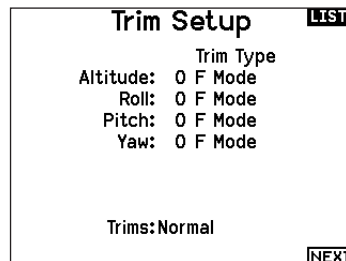 Trim Setup
LIST
Trim Type
Altitude: 0 F Mode
Roll: 0 F Mode
Pitch: 0 F Mode
Yaw: 0 F Mode
Trims: Normal
NEXT